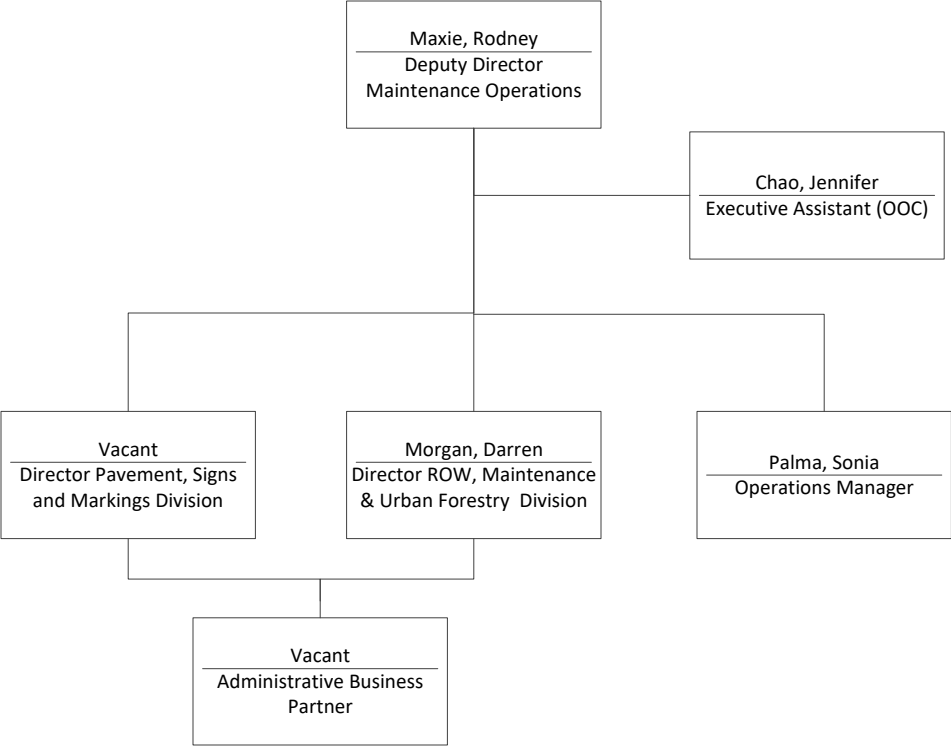 Maxie, Rodney
Deputy Director
Maintenance Operations
Chao, Jennifer
Executive Assistant (OOC)
Vacant
Director Pavement, Signs
and Markings Division
Morgan, Darren
Director ROW, Maintenance
& Urban Forestry  Division
Palma, Sonia
Operations Manager
Vacant
Administrative Business
Partner